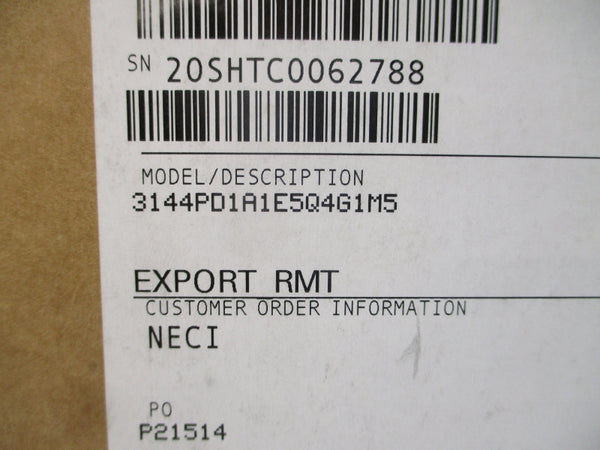 SN 20SHTC0062788
MODEL/DESCRIPTION
3144PD1A1E5Q4G1M5
EXPORT RMT
CUSTOMER ORDER INFORMATION
NECI
PO
P21514